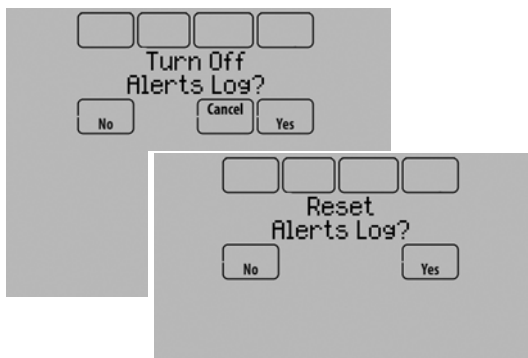 Turn Off
Alerts Log?
No Cancel Yes
Reset
Alerts Log?
No Yes